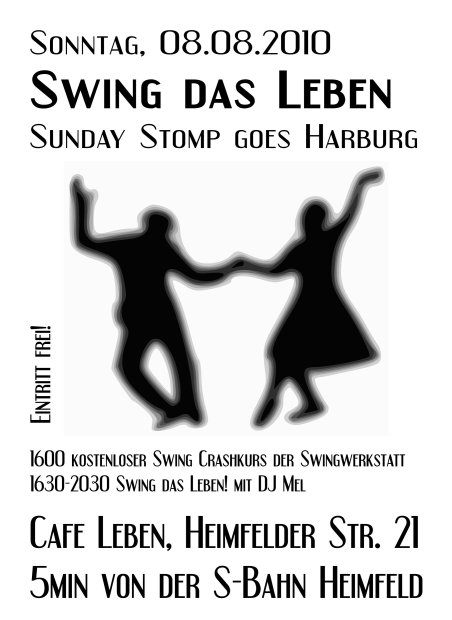 Sonntag, 08.08.2010
Swing das Leben
Sunday Stomp goes Harburg
Eintritt frei!
1600 kostenloser Swing Crashkurs der Swingwerkstatt
1630-2030 Swing das Leben! mit DJ Mel
Cafe Leben, Heimfelder Str. 21
5min von der S-Bahn Heimfeld